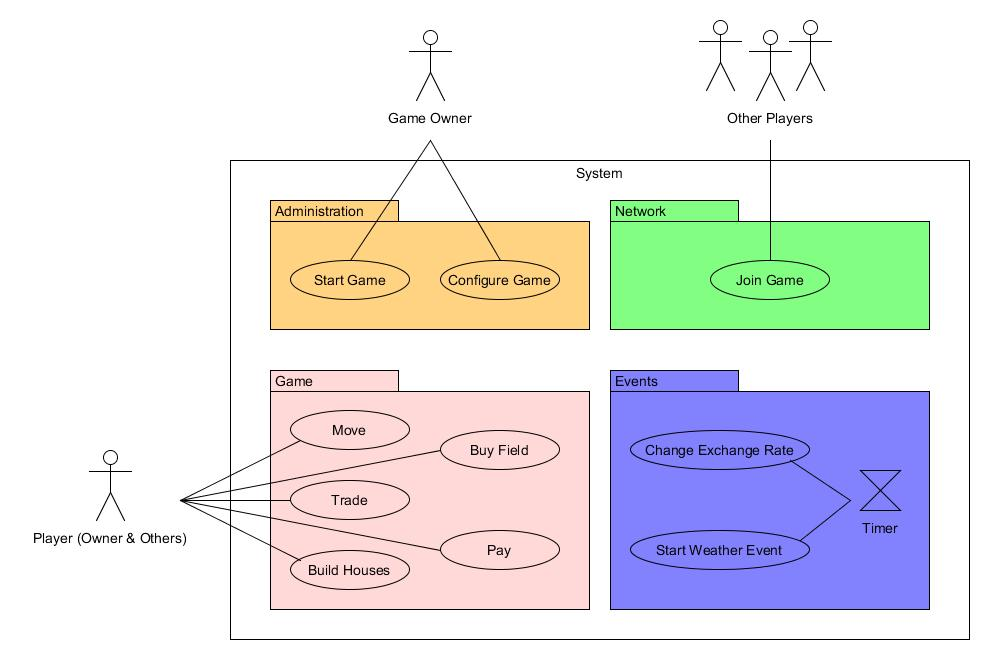 Game Owner
Other Players
System
Administration
Network
Start Game
Configure Game
Join Game
Game
Events
Move
Buy Field
Change Exchange Rate
Trade
Timer
Player (Owner & Others)
Pay
Start Weather Event
Build Houses